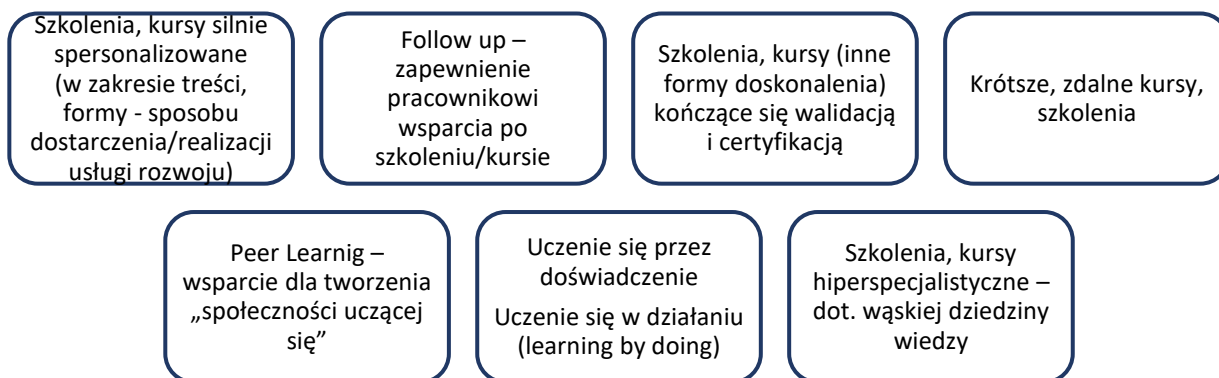 Szkolenia, kursy silnie
spersonalizowane
(w zakresie treści,
formy - sposobu
dostarczenia/realizacji
usługi rozwoju)
Follow up –
zapewnienie
pracownikowi
wsparcia po
szkoleniu/kursie
Szkolenia, kursy (inne
formy doskonalenia)
kończące się walidacją
i certyfikacją
Krótsze, zdalne kursy,
szkolenia
Peer Learnig –
wsparcie dla tworzenia
„społeczności uczącej
się”
Uczenie się przez
doświadczenie
Uczenie się w działaniu
(learning by doing)
Szkolenia, kursy
hiperspecjalistyczne –
dot. wąskiej dziedziny
wiedzy